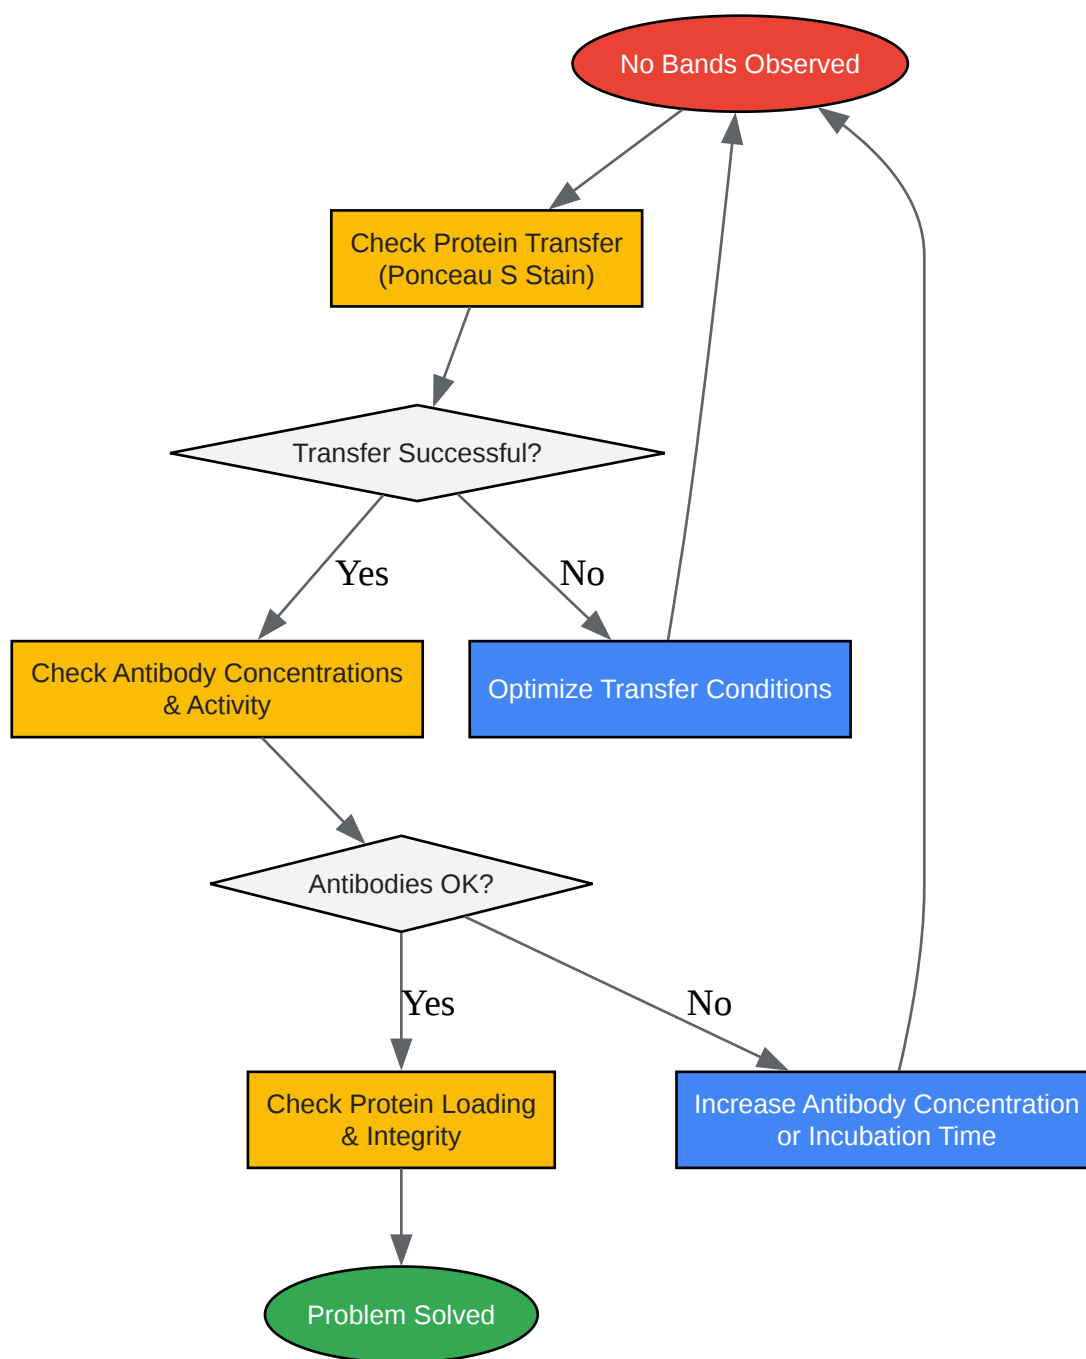 No Bands Observed
Check Protein Transfer
(Ponceau S Stain)
Transfer Successful?
Yes
No
Check Antibody Concentrations
& Activity
Optimize Transfer Conditions
Antibodies OK?
Yes
No
Check Protein Loading
& Integrity
Increase Antibody Concentration
or Incubation Time
Problem Solved